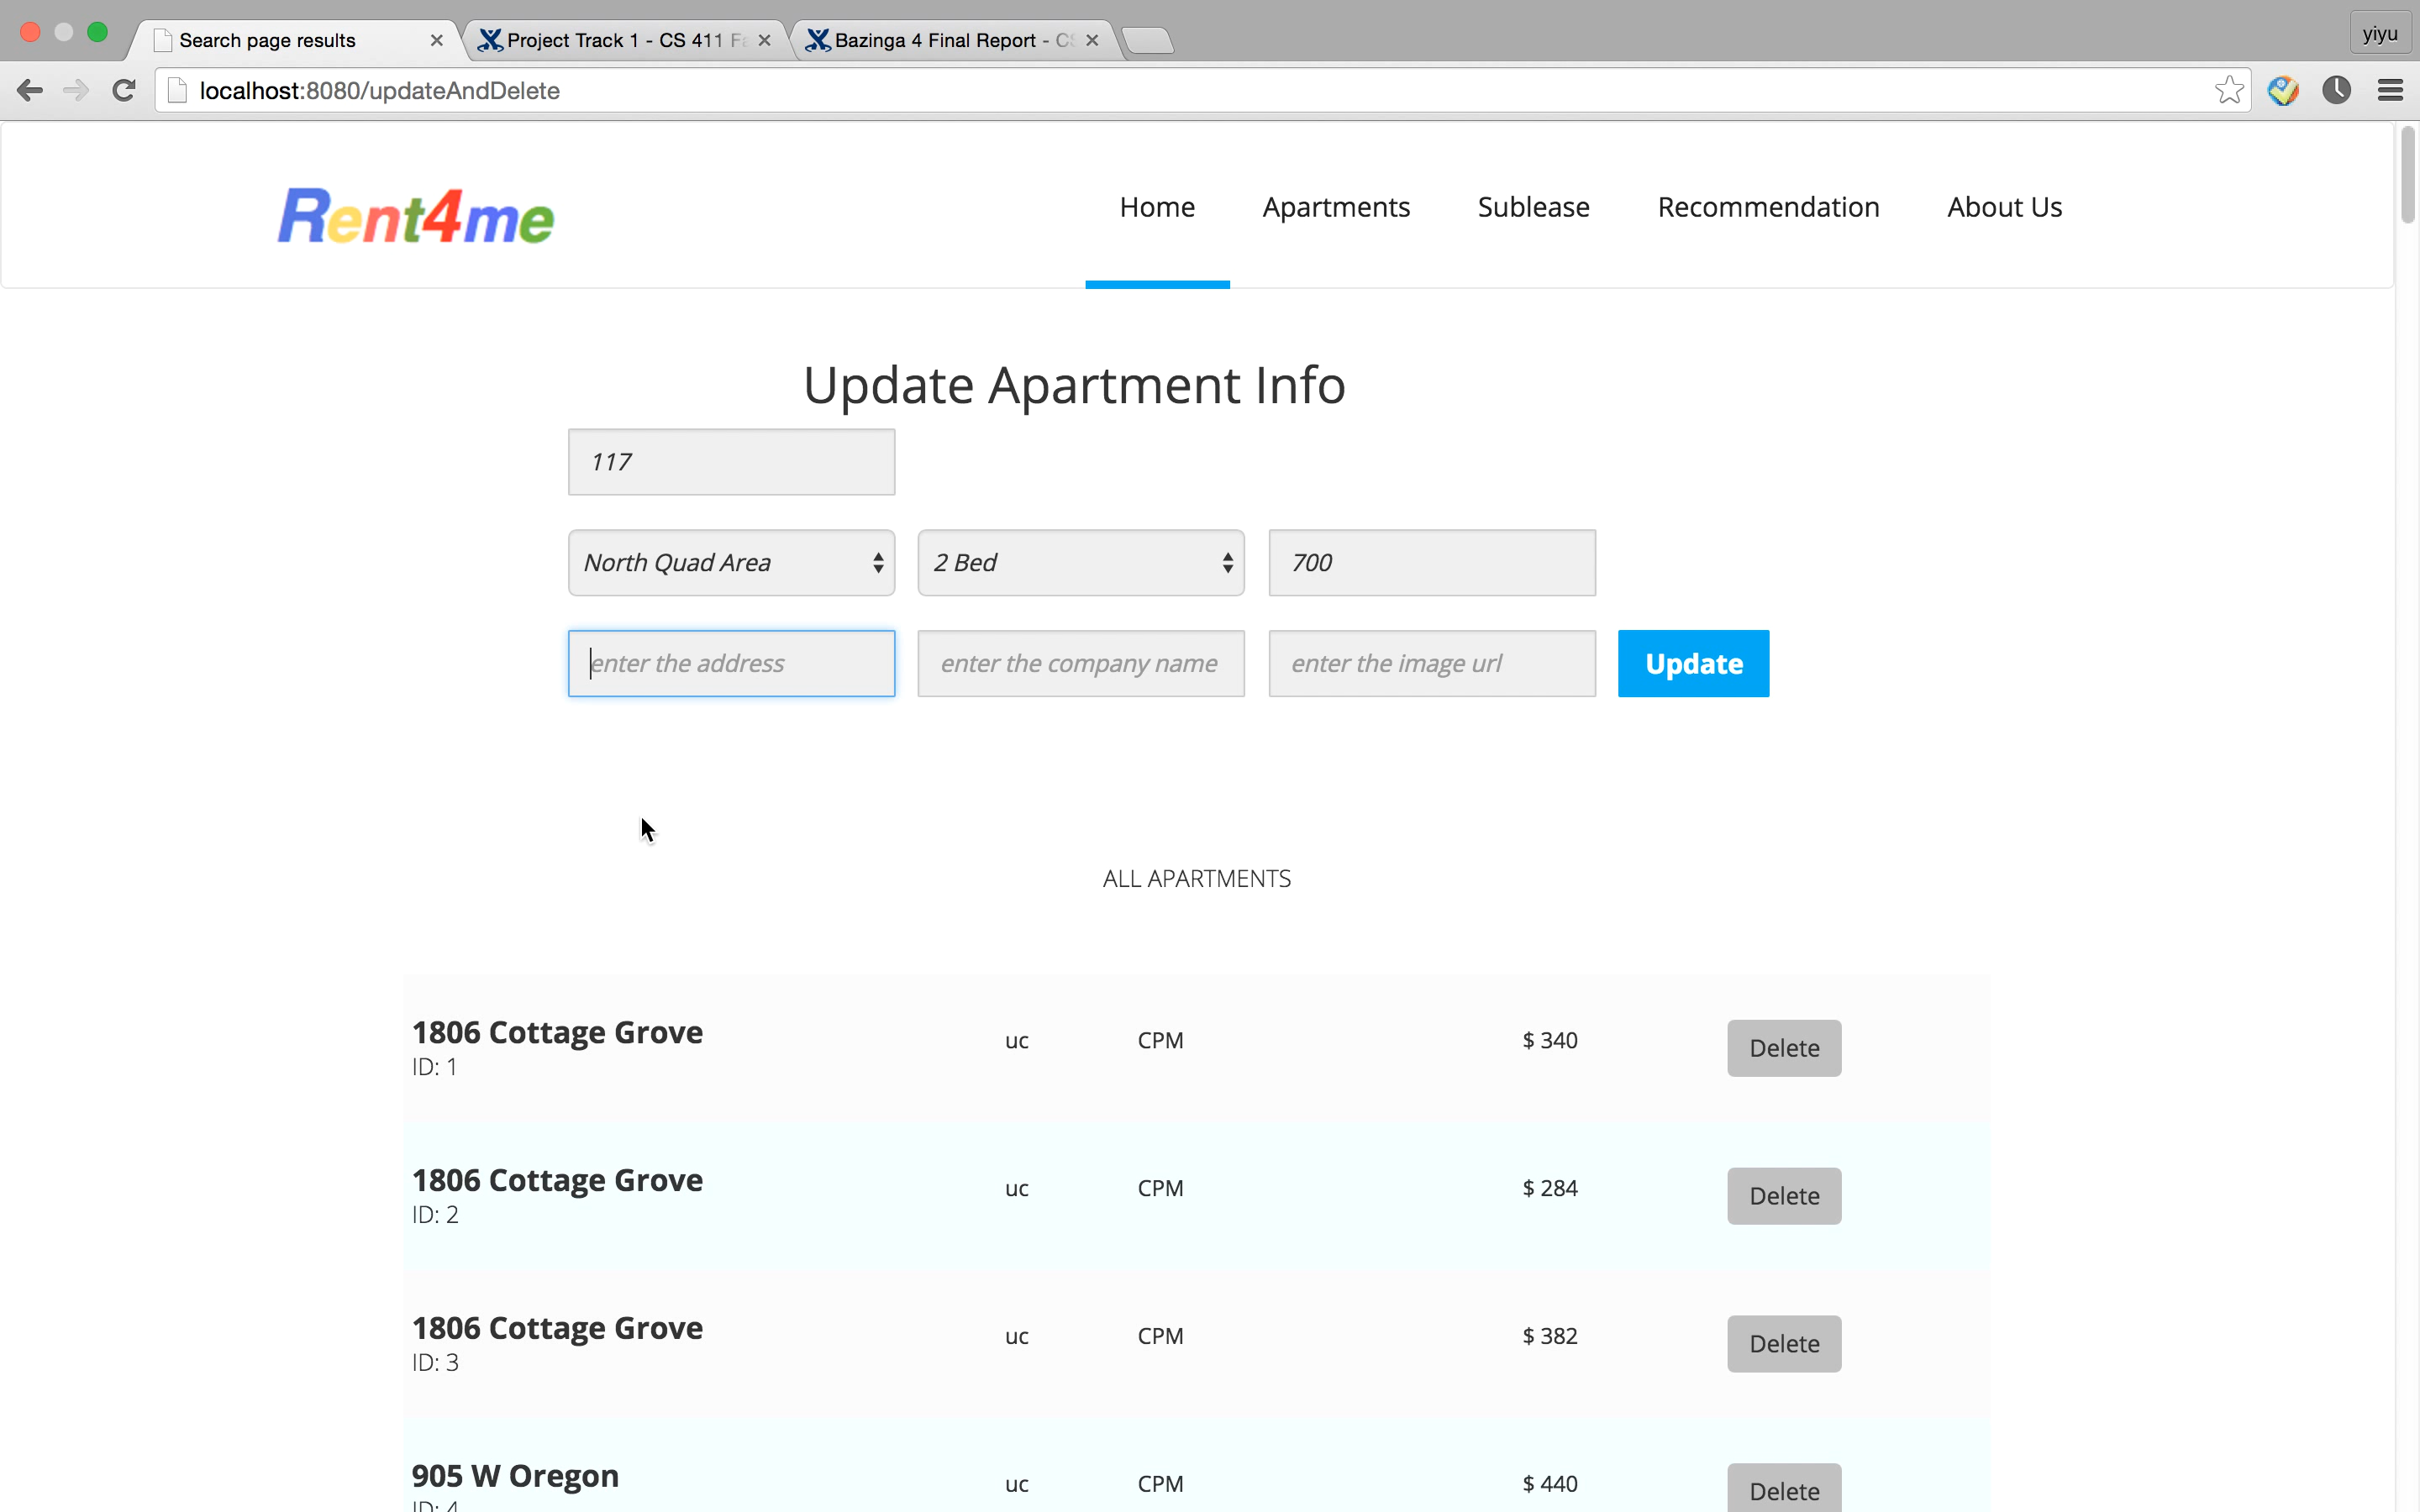 Search page results
Project Track 1 - CS 411 Fa
Bazinga 4 Final Report - CS
yiyu
localhost:8080/updateAndDelete
Rent4me
Home
Apartments
Sublease
Recommendation
About Us
Update Apartment Info
117
North Quad Area
2 Bed
700
enter the address
enter the company name
enter the image url
Update
ALL APARTMENTS
1806 Cottage Grove
uc
CPM
$ 340
Delete
ID: 1
1806 Cottage Grove
uc
CPM
$ 284
Delete
ID: 2
1806 Cottage Grove
uc
CPM
$ 382
Delete
ID: 3
905 W Oregon
uc
CPM
$ 440
Delete
ID: 4